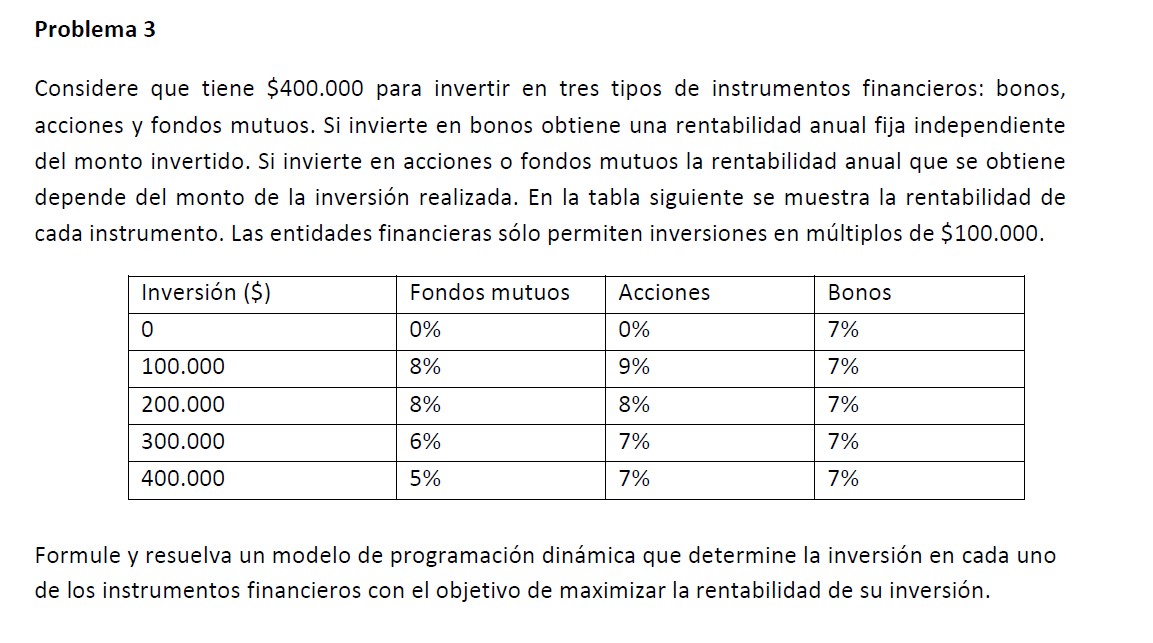 Problema 3
Considere que tiene $400.000 para invertir en tres tipos de instrumentos financieros: bonos,
acciones y fondos mutuos. Si invierte en bonos obtiene una rentabilidad anual fija independiente
del monto invertido. Si invierte en acciones o fondos mutuos la rentabilidad anual que se obtiene
depende del monto de la inversión realizada. En la tabla siguiente se muestra la rentabilidad de
cada instrumento. Las entidades financieras sólo permiten inversiones en múltiplos de $100.000.
Inversión ($) Fondos mutuos Acciones Bonos
0 0% 0% 7%
100.000 8% 9% 7%
200.000 8% 8% 7%
300.000 6% 7% 7%
400.000 5% 7% 7%
Formule y resuelva un modelo de programación dinámica que determine la inversión en cada uno
de los instrumentos financieros con el objetivo de maximizar la rentabilidad de su inversión.